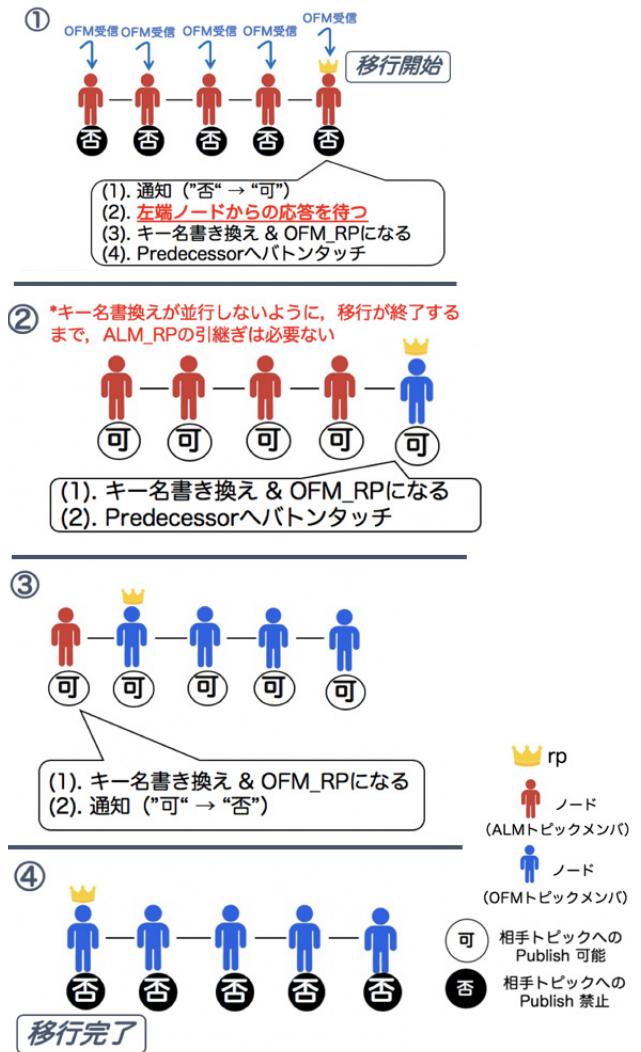 ①
OFM受信 OFM受信 OFM受信 OFM受信 OFM受信
移行開始
否 否 否 否 否
(1). 通知（”否“ → “可”）
(2). 左端ノードからの応答を待つ
(3). キー名書き換え & OFM_RPになる
(4). Predecessorへバトンタッチ
②
*キー名書換えが並行しないように，移行が終了する
まで，ALM_RPの引継ぎは必要ない
可 可 可 可 可
(1). キー名書き換え & OFM_RPになる
(2). Predecessorへバトンタッチ
③
可 可 可 可 可
(1). キー名書き換え & OFM_RPになる
(2). 通知（”可“ → “否”）
④
否 否 否 否 否
移行完了
rp
ノード
（ALMトピックメンバ）
ノード
（OFMトピックメンバ）
可 相手トピックへの
Publish 可能
否 相手トピックへの
Publish 禁止